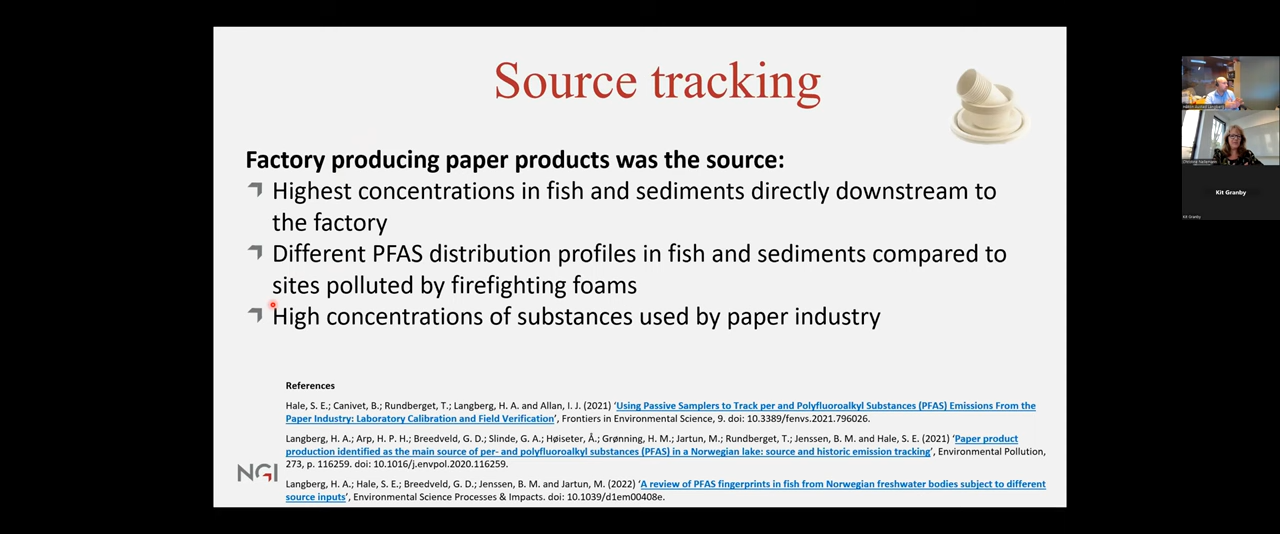 Source tracking
Factory producing paper products was the source:
Highest concentrations in fish and sediments directly downstream to
the factory
Different PFAS distribution profiles in fish and sediments compared to
sites polluted by firefighting foams
High concentrations of substances used by paper industry
References
Hale, S. E.; Canivet, B.; Rundberget, T.; Langberg, H. A. and Allan, I. J. (2021) ‘Using Passive Samplers to Track per and Polyfluoroalkyl Substances (PFAS) Emissions From the
Paper Industry: Laboratory Calibration and Field Verification’, Frontiers in Environmental Science, 9. doi: 10.3389/fenvs.2021.796026.
Langberg, H. A.; Arp, H. P. H.; Breedveld, G. D.; Slinde, G. A.; Høiseter, Å.; Grønning, H. M.; Jartun, M.; Rundberget, T.; Jenssen, B. M. and Hale, S. E. (2021) ‘Paper product
production identified as the main source of per- and polyfluoroalkyl substances (PFAS) in a Norwegian lake: source and historic emission tracking’, Environmental Pollution,
273, p. 116259. doi: 10.1016/j.envpol.2020.116259.
Langberg, H. A.; Hale, S. E.; Breedveld, G. D.; Jenssen, B. M. and Jartun, M. (2022) ‘A review of PFAS fingerprints in fish from Norwegian freshwater bodies subject to different
source inputs’, Environmental Science Processes & Impacts. doi: 10.1039/d1em00408e.
NGI
Kit Granby
Kit Granby